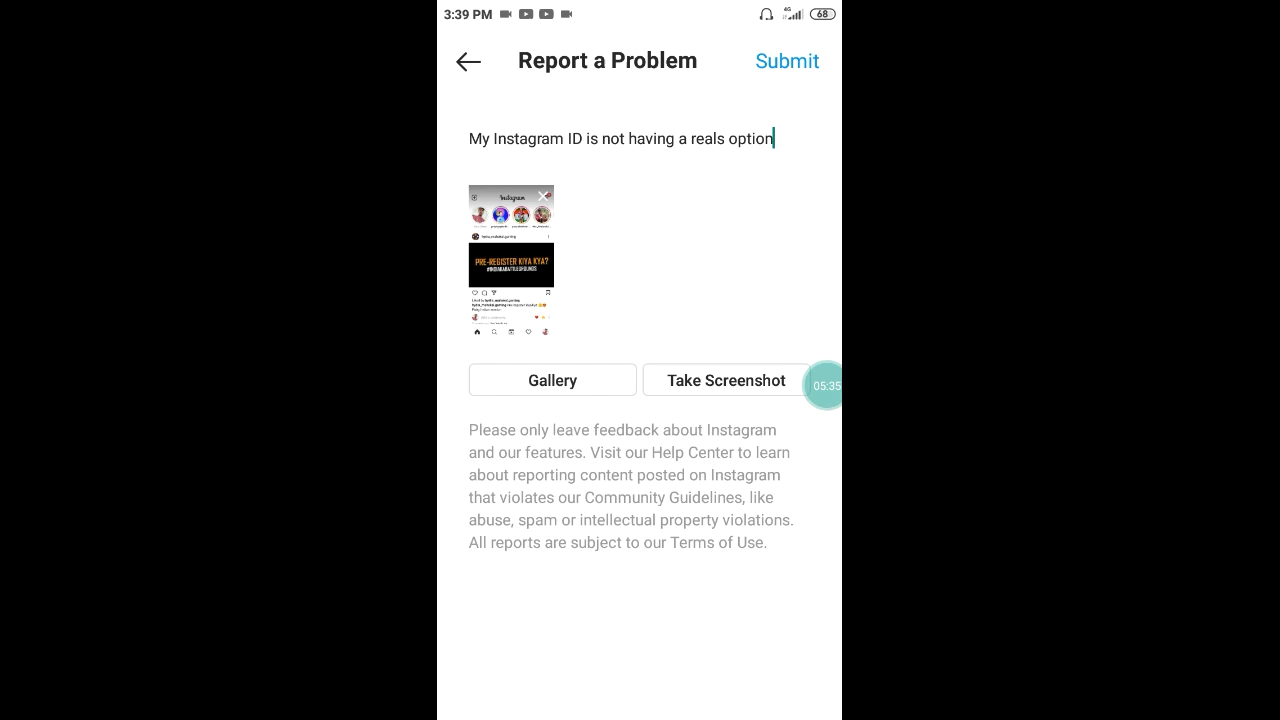 3:39 PM
4G
68
Report a Problem
Submit
My Instagram ID is not having a reals option
Instagram
PRE-REGISTER KIYA KYA?
#INDIAKABATTLEGROUNDS
Gallery
Take Screenshot
05:35
Please only leave feedback about Instagram
and our features. Visit our Help Center to learn
about reporting content posted on Instagram
that violates our Community Guidelines, like
abuse, spam or intellectual property violations.
All reports are subject to our Terms of Use.